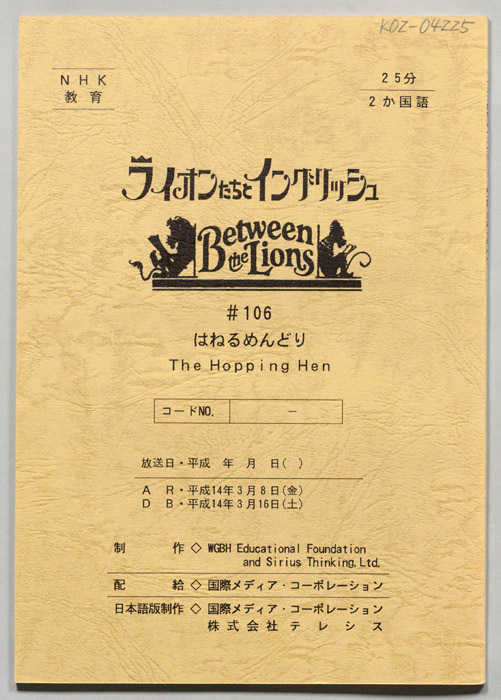 KOZ-04225
NHK
教育
25分
2か国語
ライオンたちとイングリッシュ
Between
the Lions
#106
はねるめんどり
The Hopping Hen
コードNO. －
放送日・平成　年　月　日(　)
A R・平成14年3月8日(金)
D B・平成14年3月16日(土)
制作◇WGBH Educational Foundation
and Sirius Thinking,Ltd.
配給◇国際メディア・コーポレーション
日本語版制作◇国際メディア・コーポレーション
株式会社テレシス